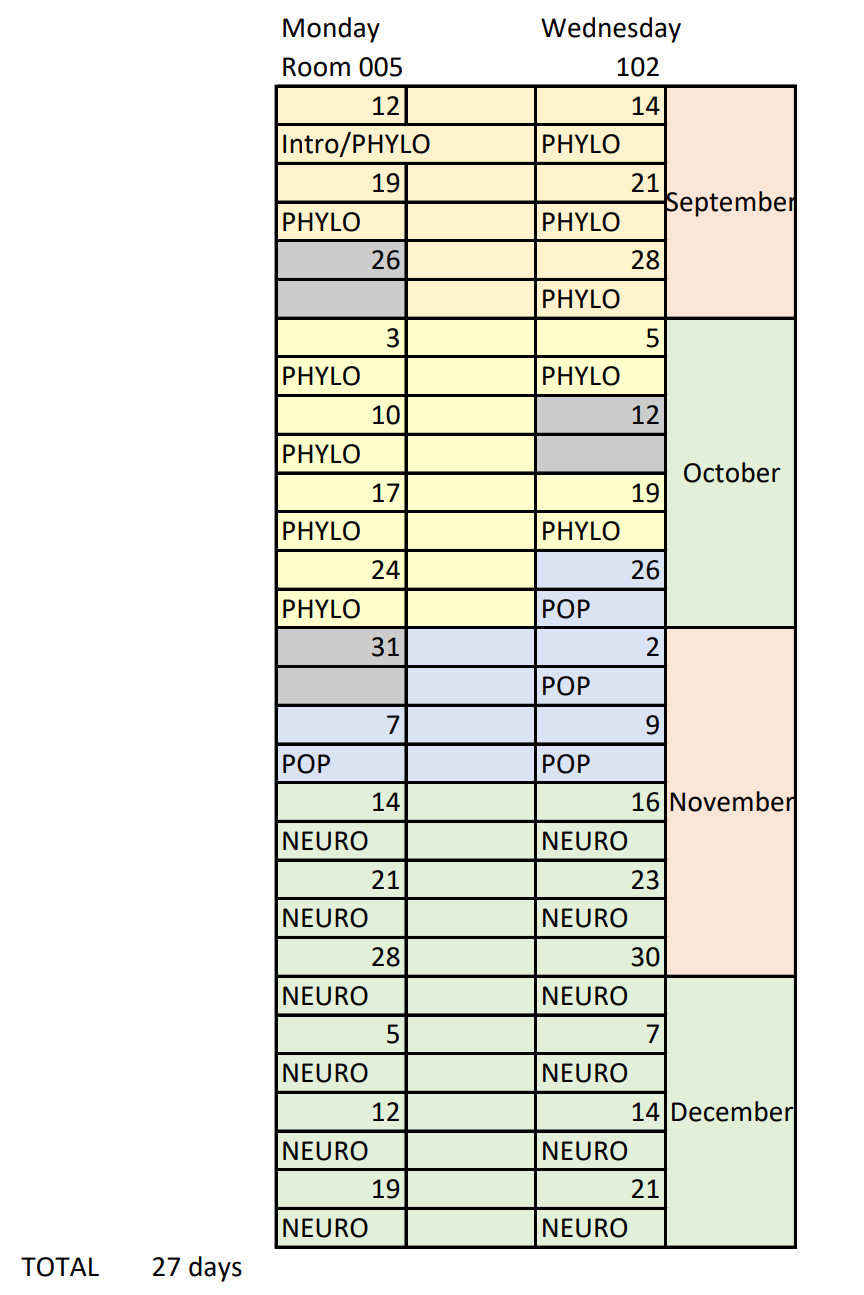 Monday Wednesday
Room 005 102
12 14
Intro/PHYLO PHYLO
19 21
September
PHYLO PHYLO
26 28
PHYLO
3 5
PHYLO PHYLO
10 12
PHYLO
October
17 19
PHYLO PHYLO
24 26
PHYLO POP
31 2
POP
7 9
POP POP
14 16 November
NEURO NEURO
21 23
NEURO NEURO
28 30
NEURO NEURO
5 7
NEURO NEURO
12 14 December
NEURO NEURO
19 21
NEURO NEURO
TOTAL 27 days